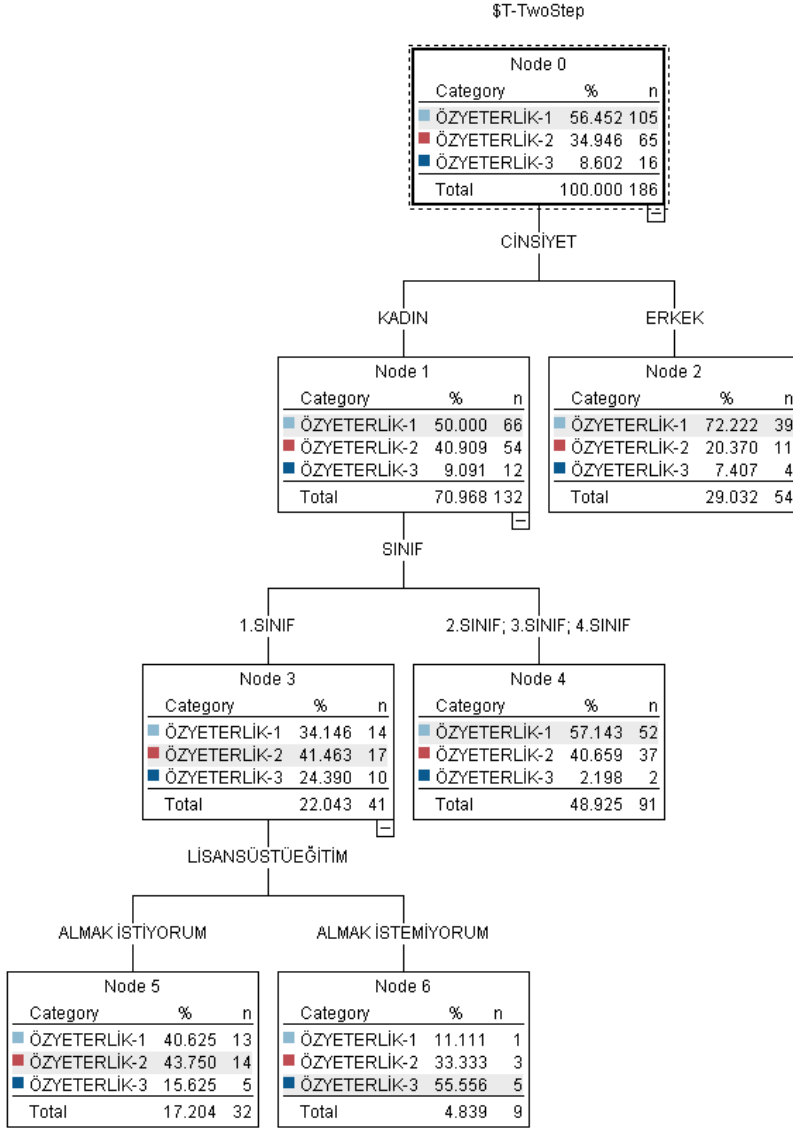 $T-TwoStep
Node 0
Category % n
ÖZYETERLİK-1 56.452 105
ÖZYETERLİK-2 34.946 65
ÖZYETERLİK-3 8.602 16
Total 100.000 186
CİNSİYET
KADIN
ERKEK
Node 1
Category % n
ÖZYETERLİK-1 50.000 66
ÖZYETERLİK-2 40.909 54
ÖZYETERLİK-3 9.091 12
Total 70.968 132
Node 2
Category % n
ÖZYETERLİK-1 72.222 39
ÖZYETERLİK-2 20.370 11
ÖZYETERLİK-3 7.407 4
Total 29.032 54
SINIF
1.SINIF
2.SINIF; 3.SINIF; 4.SINIF
Node 3
Category % n
ÖZYETERLİK-1 34.146 14
ÖZYETERLİK-2 41.463 17
ÖZYETERLİK-3 24.390 10
Total 22.043 41
Node 4
Category % n
ÖZYETERLİK-1 57.143 52
ÖZYETERLİK-2 40.659 37
ÖZYETERLİK-3 2.198 2
Total 48.925 91
LİSANSÜSTÜEĞİTİM
ALMAK İSTİYORUM
ALMAK İSTEMİYORUM
Node 5
Category % n
ÖZYETERLİK-1 40.625 13
ÖZYETERLİK-2 43.750 14
ÖZYETERLİK-3 15.625 5
Total 17.204 32
Node 6
Category % n
ÖZYETERLİK-1 11.111 1
ÖZYETERLİK-2 33.333 3
ÖZYETERLİK-3 55.556 5
Total 4.839 9